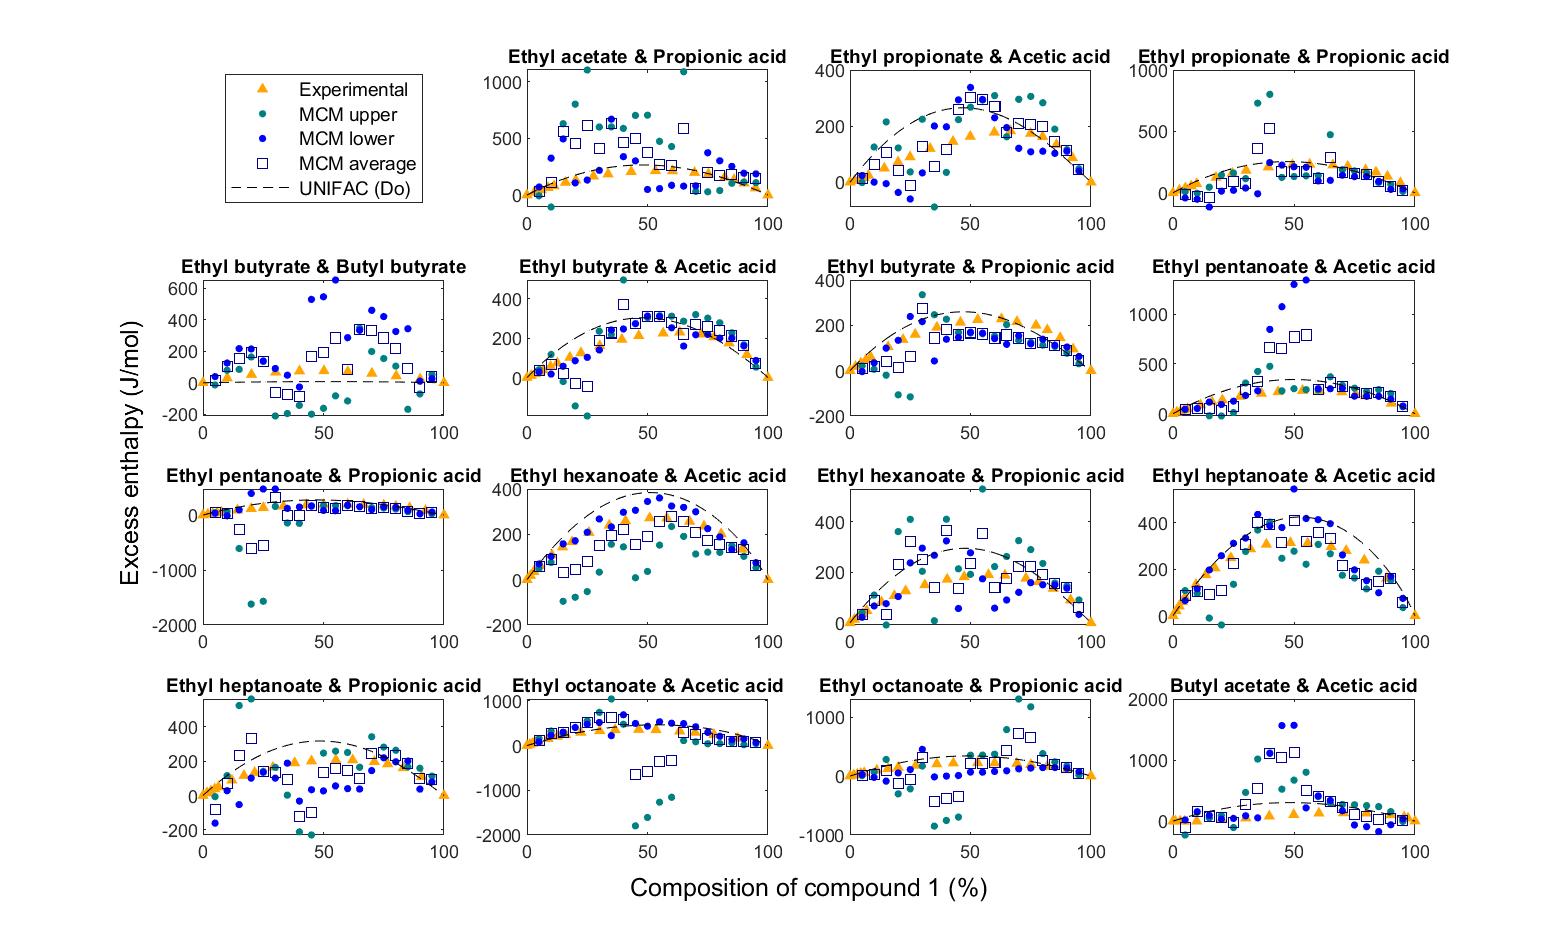 Experimental
MCM upper
MCM lower
MCM average
UNIFAC (Do)
Ethyl acetate & Propionic acid
1000
500
0
0 50 100
Ethyl propionate & Acetic acid
400
200
0
0 50 100
Ethyl propionate & Propionic acid
1000
500
0
0 50 100
Ethyl butyrate & Butyl butyrate
600
400
200
0
-200
0 50 100
Ethyl butyrate & Acetic acid
400
200
0
0 50 100
Ethyl butyrate & Propionic acid
400
200
0
-200
0 50 100
Ethyl pentanoate & Acetic acid
1000
500
0
0 50 100
Ethyl pentanoate & Propionic acid
0
-1000
-2000
0 50 100
Ethyl hexanoate & Acetic acid
400
200
0
-200
0 50 100
Ethyl hexanoate & Propionic acid
400
200
0
0 50 100
Ethyl heptanoate & Acetic acid
400
200
0
0 50 100
Ethyl heptanoate & Propionic acid
400
200
0
-200
0 50 100
Ethyl octanoate & Acetic acid
1000
0
-1000
-2000
0 50 100
Ethyl octanoate & Propionic acid
1000
0
-1000
0 50 100
Butyl acetate & Acetic acid
2000
1000
0
0 50 100
Excess enthalpy (J/mol)
Composition of compound 1 (%)